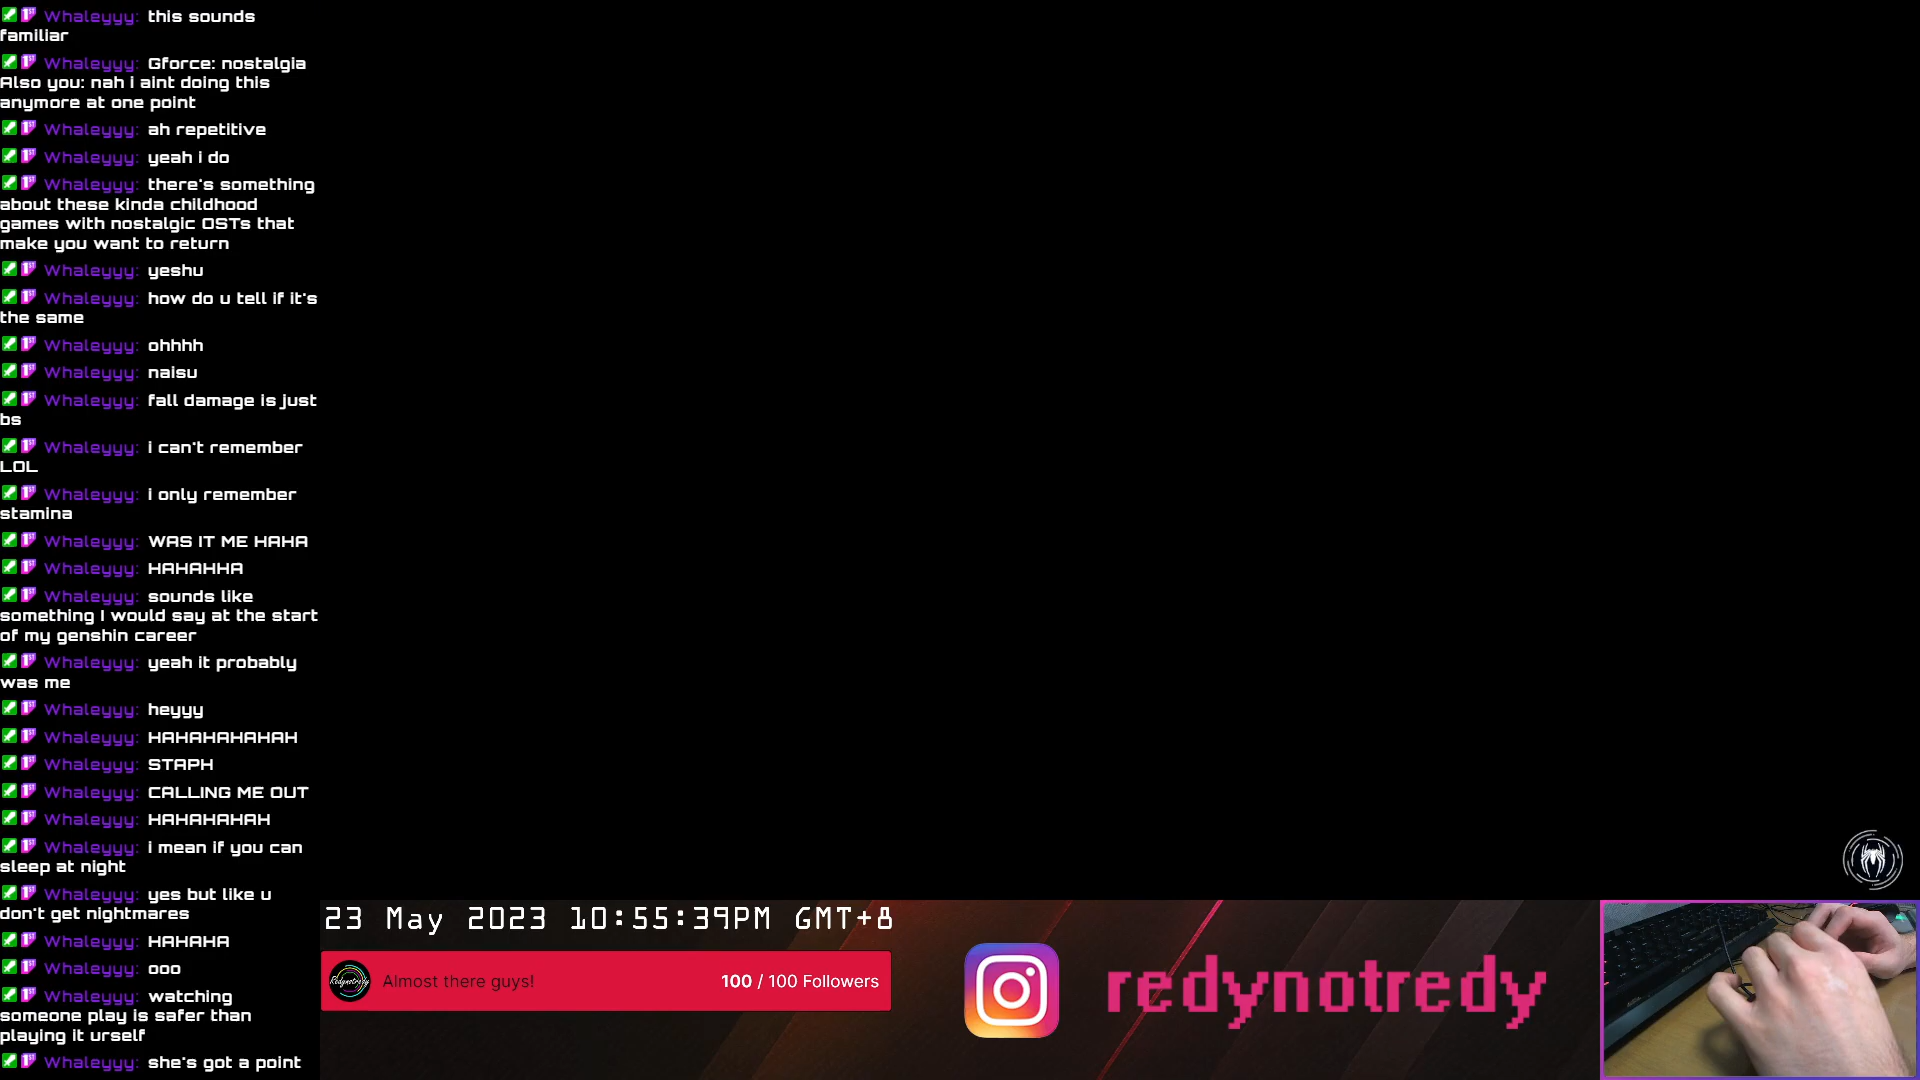 Whaleyyy: this sounds
familiar
Whaleyyy: Gforce: nostalgia
Also you: nah i aint doing this
anymore at one point
Whaleyyy: ah repetitive
Whaleyyy: yeah i do
Whaleyyy: there's something
about these kinda childhood
games with nostalgic OSTs that
make you want to return
Whaleyyy: yeshu
Whaleyyy: how do u tell if it's
the same
Whaleyyy: ohhhh
Whaleyyy: naisu
Whaleyyy: fall damage is just
bs
Whaleyyy: i can't remember
LOL
Whaleyyy: i only remember
stamina
Whaleyyy: WAS IT ME HAHA
Whaleyyy: HAHAHHA
Whaleyyy: sounds like
something I would say at the start
of my genshin career
Whaleyyy: yeah it probably
was me
Whaleyyy: heyyy
Whaleyyy: HAHAHAHAHAH
Whaleyyy: STAPH
Whaleyyy: CALLING ME OUT
Whaleyyy: HAHAHAHAH
Whaleyyy: i mean if you can
sleep at night
Whaleyyy: yes but like u
don't get nightmares
Whaleyyy: HAHAHA
Whaleyyy: ooo
Whaleyyy: watching
someone play is safer than
playing it urself
Whaleyyy: she's got a point
23 May 2023 10:55:39PM GMT+8
Redynotredy
Almost there guys!
100 / 100 Followers
redynotredy